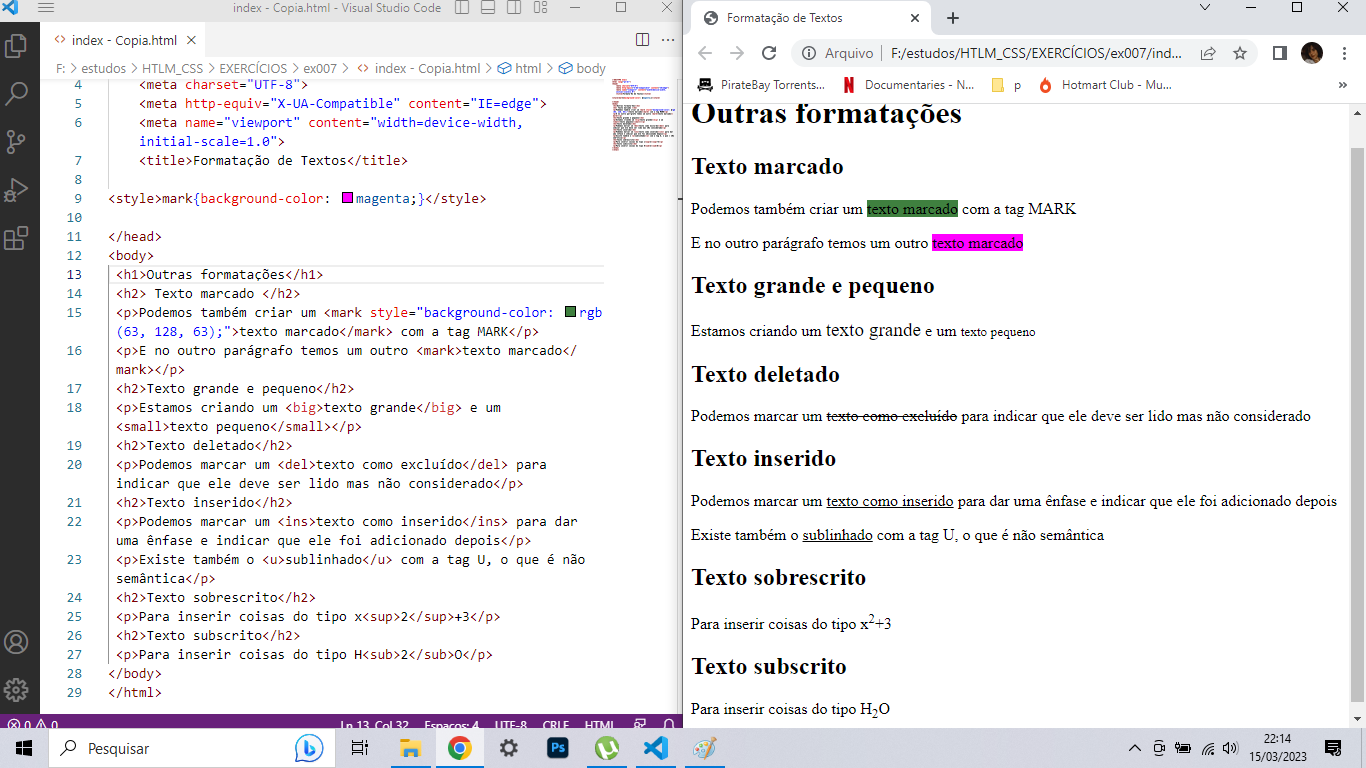 index - Copia.html - Visual Studio Code
index - Copia.html
F: > estudos > HTLM_CSS > EXERCÍCIOS > ex007 > index - Copia.html > html > body
4 <meta charset="UTF-8">
5 <meta http-equiv="X-UA-Compatible" content="IE=edge">
6 <meta name="viewport" content="width=device-width,
initial-scale=1.0">
7 <title>Formatação de Textos</title>
8
9 <style>mark{background-color: magenta;}</style>
10
11 </head>
12 <body>
13 <h1>Outras formatações</h1>
14 <h2> Texto marcado </h2>
15 <p>Podemos também criar um <mark style="background-color: rgb
(63, 128, 63);">texto marcado</mark> com a tag MARK</p>
16 <p>E no outro parágrafo temos um outro <mark>texto marcado</
mark></p>
17 <h2>Texto grande e pequeno</h2>
18 <p>Estamos criando um <big>texto grande</big> e um
<small>texto pequeno</small></p>
19 <h2>Texto deletado</h2>
20 <p>Podemos marcar um <del>texto como excluído</del> para
indicar que ele deve ser lido mas não considerado</p>
21 <h2>Texto inserido</h2>
22 <p>Podemos marcar um <ins>texto como inserido</ins> para dar
uma ênfase e indicar que ele foi adicionado depois</p>
23 <p>Existe também o <u>sublinhado</u> com a tag U, o que é não
semântica</p>
24 <h2>Texto sobrescrito</h2>
25 <p>Para inserir coisas do tipo x<sup>2</sup>+3</p>
26 <h2>Texto subscrito</h2>
27 <p>Para inserir coisas do tipo H<sub>2</sub>O</p>
28 </body>
29 </html>
0 0 Ln 13, Col 32 Espaços: 4 UTF-8 CRLF HTML
Formatação de Textos
Arquivo | F:/estudos/HTLM_CSS/EXERCÍCIOS/ex007/ind...
PirateBay Torrents... Documentaries - N... p Hotmart Club - Mu... »
Outras formatações
Texto marcado
Podemos também criar um texto marcado com a tag MARK
E no outro parágrafo temos um outro texto marcado
Texto grande e pequeno
Estamos criando um texto grande e um texto pequeno
Texto deletado
Podemos marcar um texto como excluído para indicar que ele deve ser lido mas não considerado
Texto inserido
Podemos marcar um texto como inserido para dar uma ênfase e indicar que ele foi adicionado depois
Existe também o sublinhado com a tag U, o que é não semântica
Texto sobrescrito
Para inserir coisas do tipo x²+3
Texto subscrito
Para inserir coisas do tipo H₂O
Pesquisar
Ps
22:14
15/03/2023